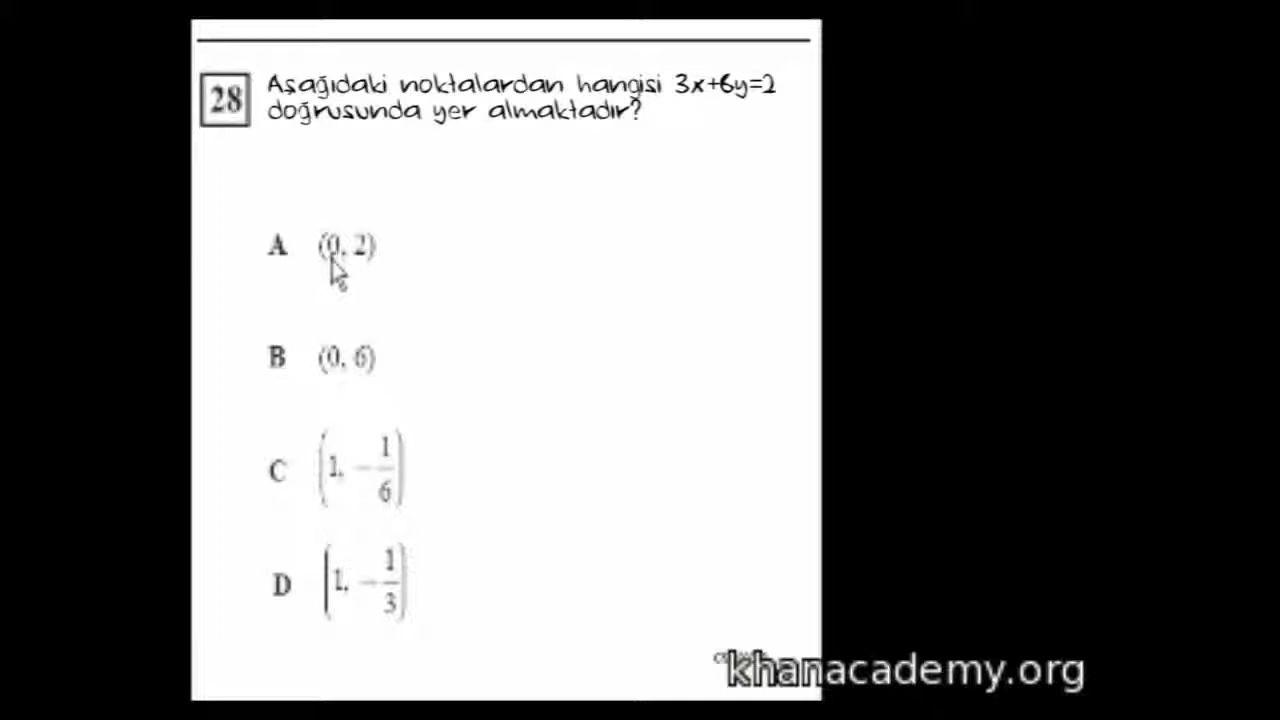 28 Aşağıdaki noktalardan hangisi 3x+6y=2
doğrusunda yer almaktadır?
A (0, 2)
B (0, 6)
C (1, −1/6)
D (1, −1/3)
khanacademy.org